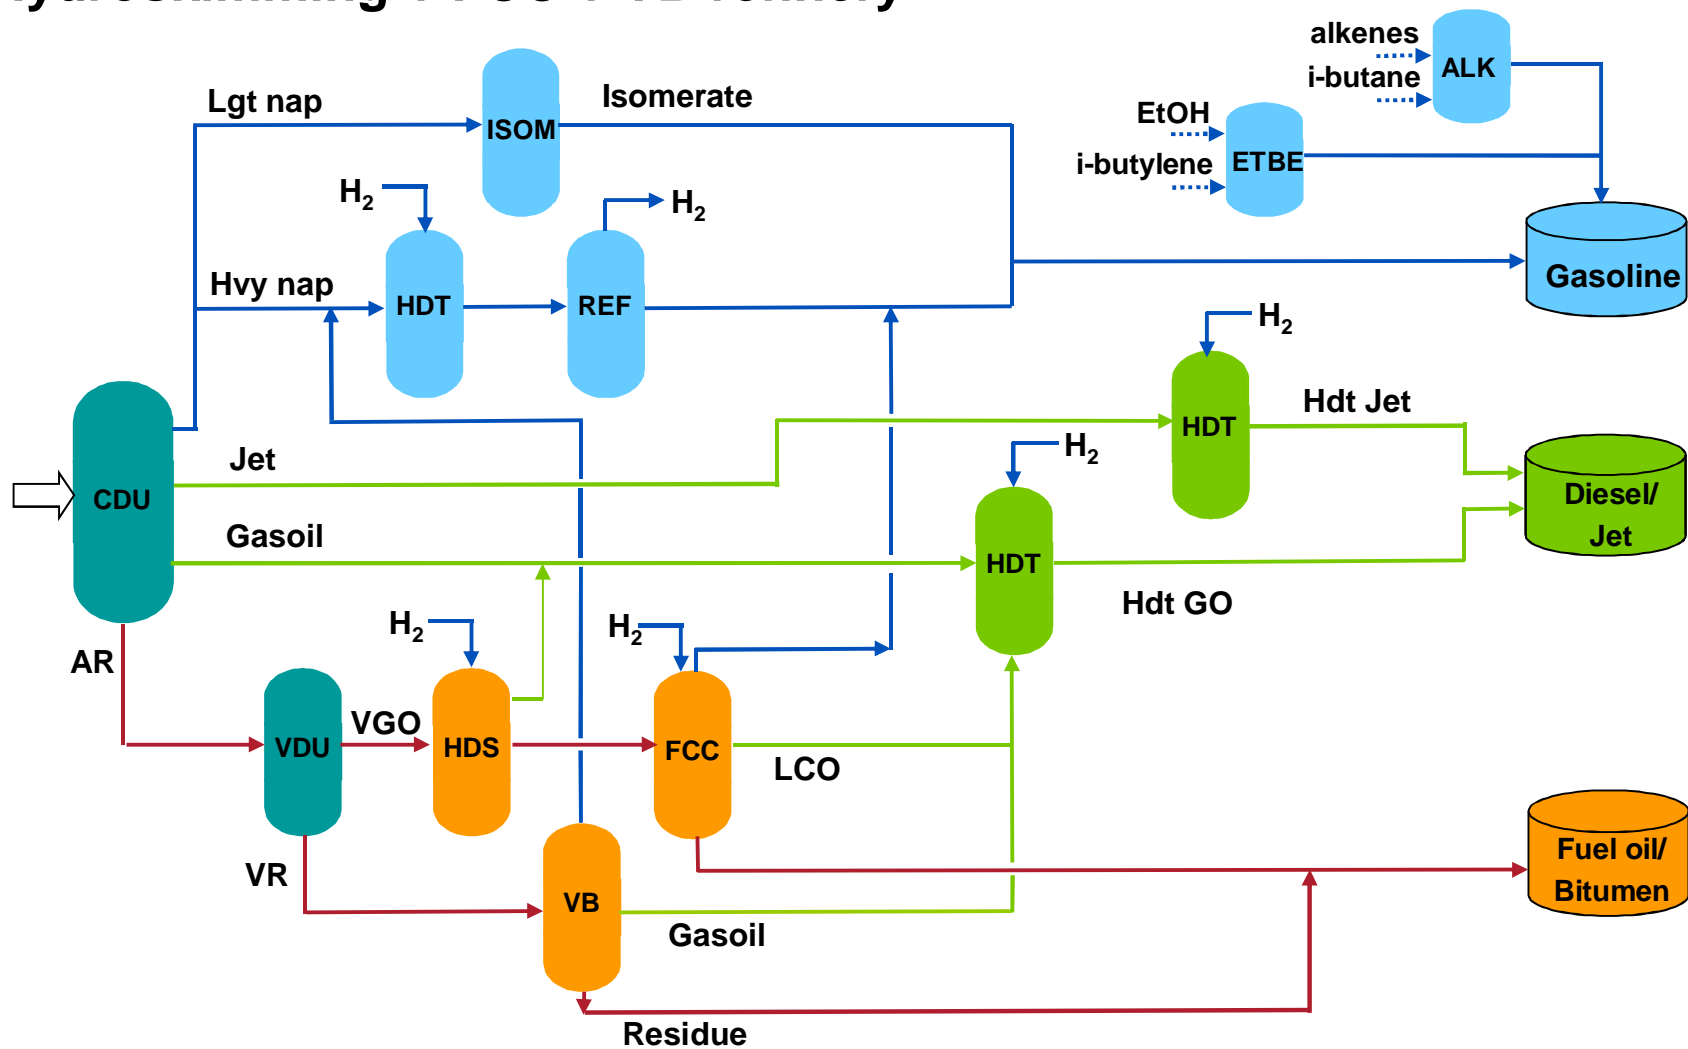 alkenes
i-butane
ALK
Lgt nap
Isomerate
ISOM
EtOH
i-butylene
ETBE
H2
H2
Hvy nap
HDT
REF
Gasoline
H2
Hdt Jet
HDT
H2
Jet
CDU
Diesel/
Jet
Gasoil
HDT
Hdt GO
H2
H2
AR
VGO
VDU
HDS
FCC
LCO
VR
VB
Gasoil
Fuel oil/
Bitumen
Residue